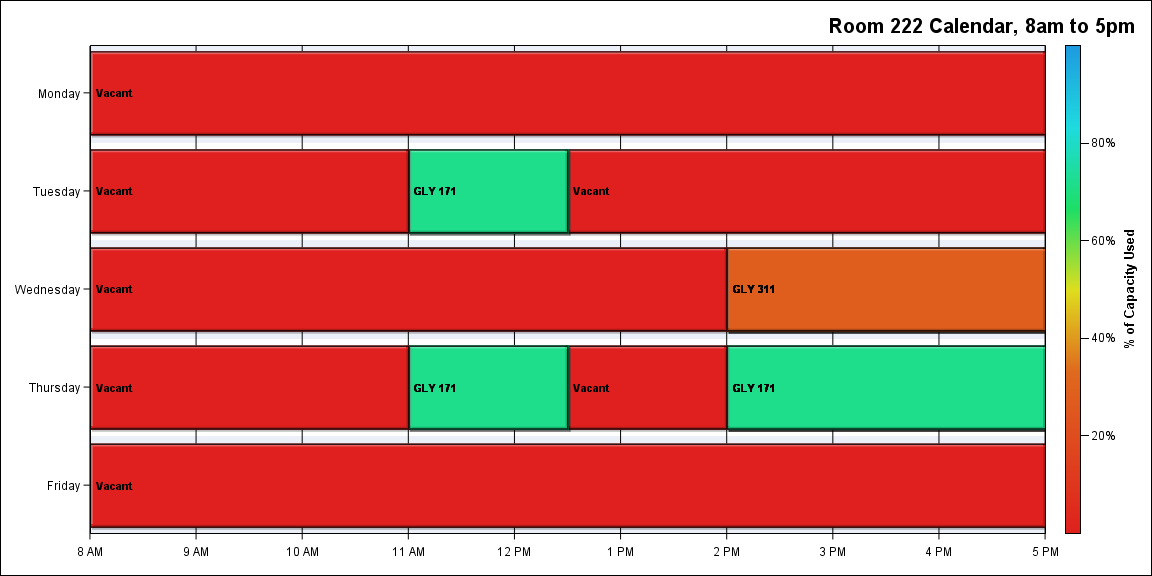 Room 222 Calendar, 8am to 5pm
Monday
Vacant
Tuesday
Vacant
GLY 171
Vacant
Wednesday
Vacant
GLY 311
Thursday
Vacant
GLY 171
Vacant
GLY 171
Friday
Vacant
8 AM
9 AM
10 AM
11 AM
12 PM
1 PM
2 PM
3 PM
4 PM
5 PM
80%
60%
40%
20%
% of Capacity Used